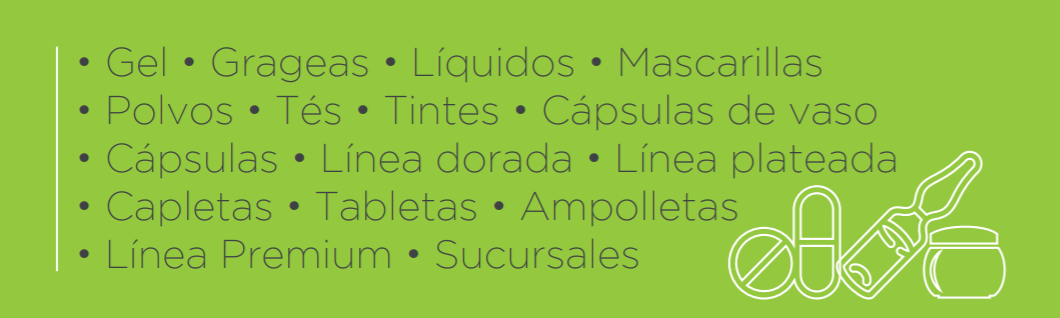 • Gel • Grageas • Líquidos • Mascarillas
• Polvos • Tés • Tintes • Cápsulas de vaso
• Cápsulas • Línea dorada • Línea plateada
• Capletas • Tabletas • Ampolletas
• Línea Premium • Sucursales